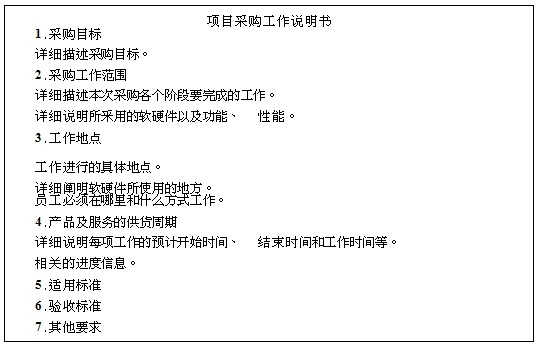 项目采购工作说明书
1.采购目标
详细描述采购目标。
2.采购工作范围
详细描述本次采购各个阶段要完成的工作。
详细说明所采用的软硬件以及功能、 性能。
3.工作地点
工作进行的具体地点。
详细阐明软硬件所使用的地方。
员工必须在哪里和什么方式工作。
4.产品及服务的供货周期
详细说明每项工作的预计开始时间、 结束时间和工作时间等。
相关的进度信息。
5.适用标准
6.验收标准
7.其他要求